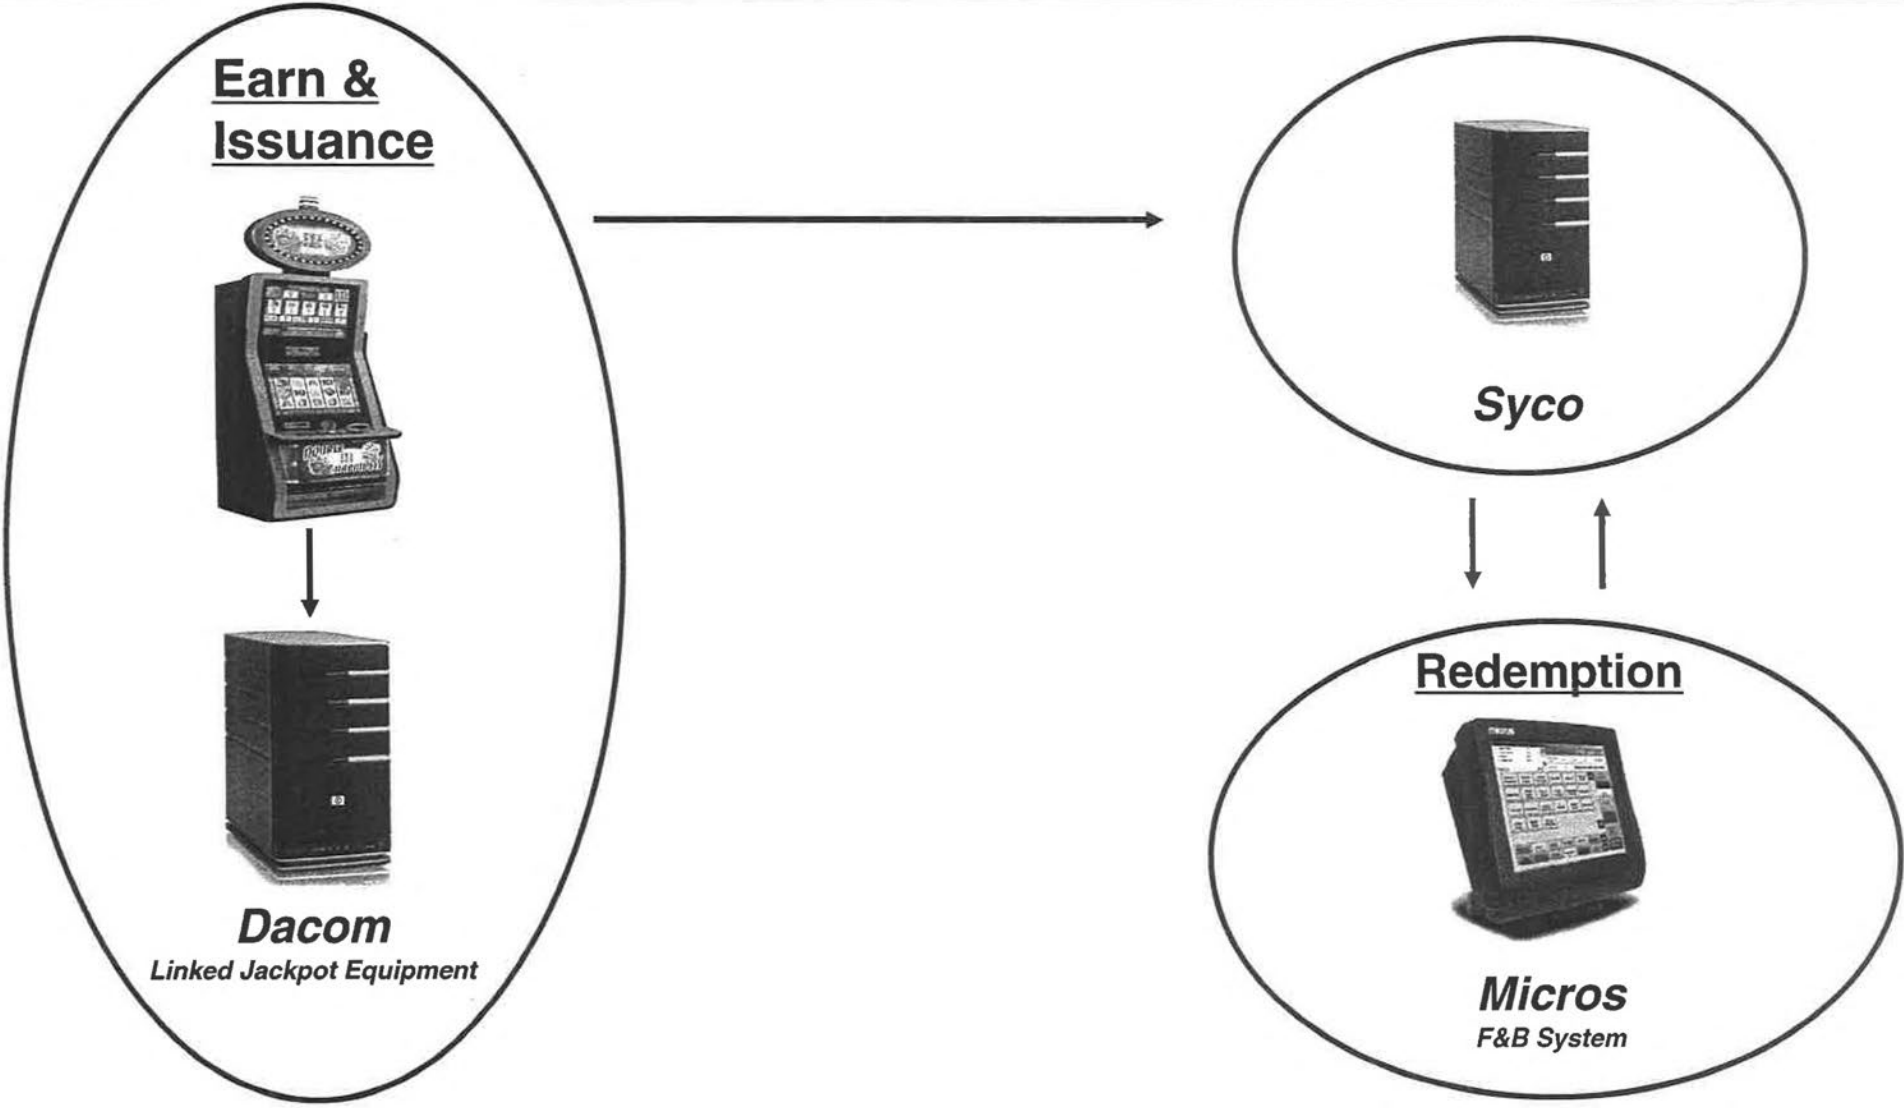 Earn &
Issuance
Dacom
Linked Jackpot Equipment
Syco
Redemption
Micros
F&B System